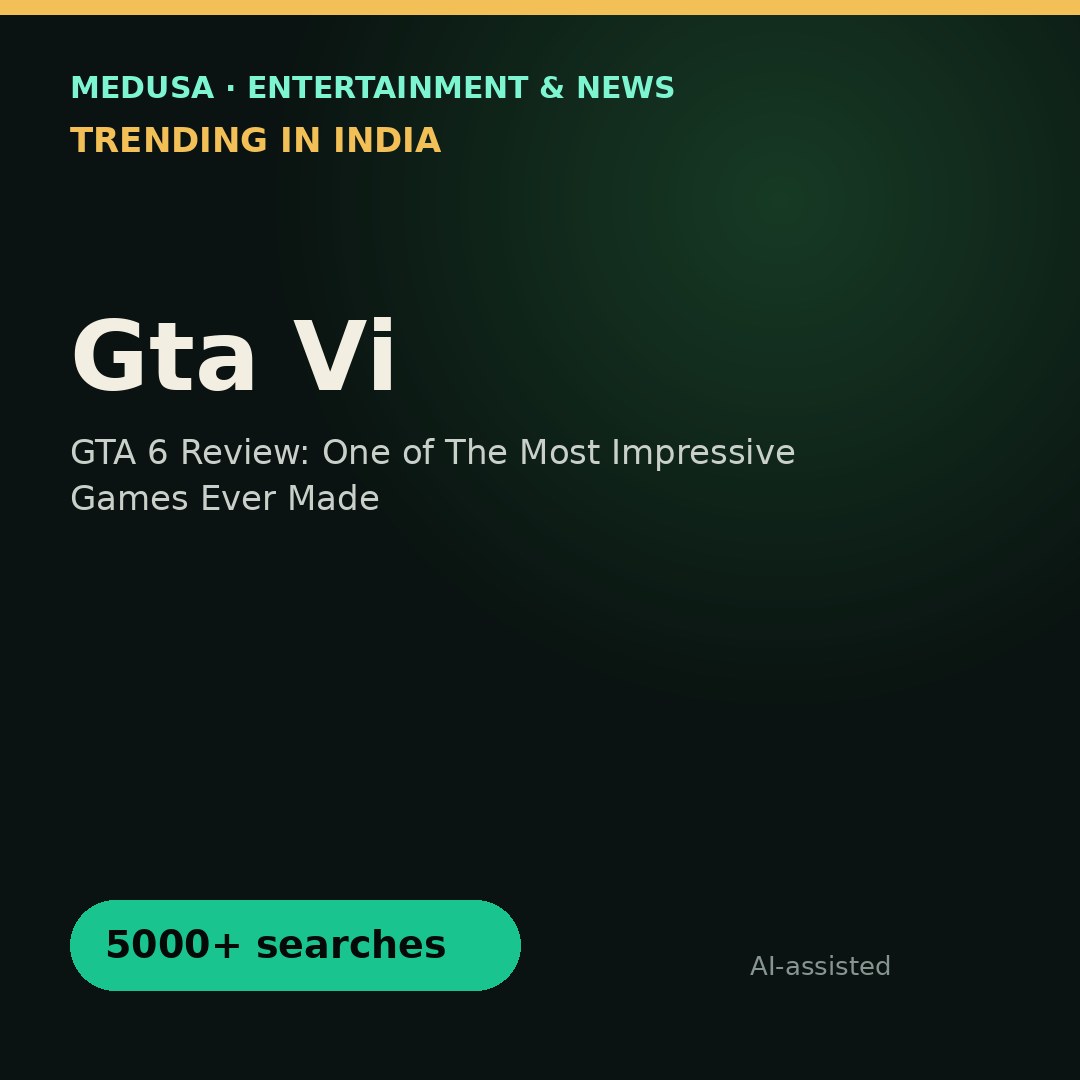 MEDUSA · ENTERTAINMENT & NEWS
TRENDING IN INDIA
Gta Vi
GTA 6 Review: One of The Most Impressive
Games Ever Made
5000+ searches
AI-assisted